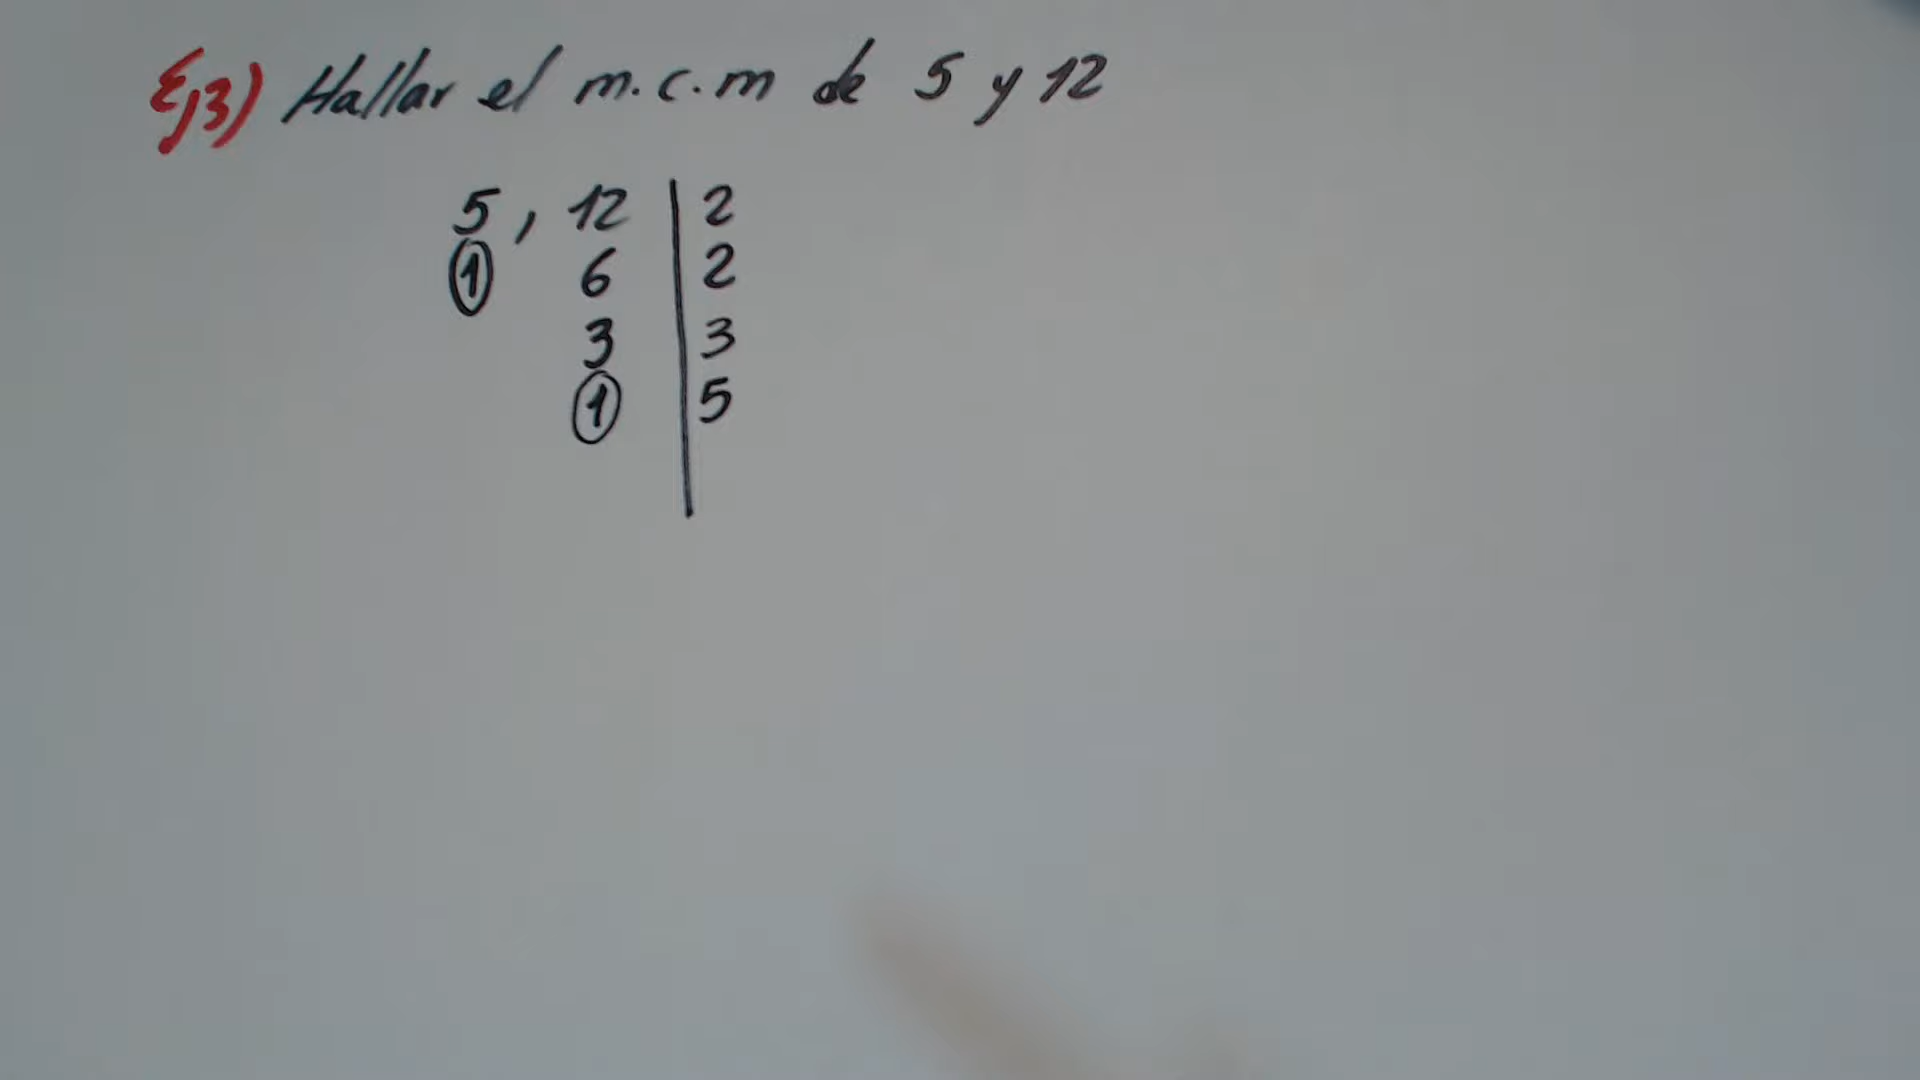 Ej3) Hallar el m.c.m de 5 y 12
5, 12 | 2
1 6 | 2
3 | 3
1 | 5